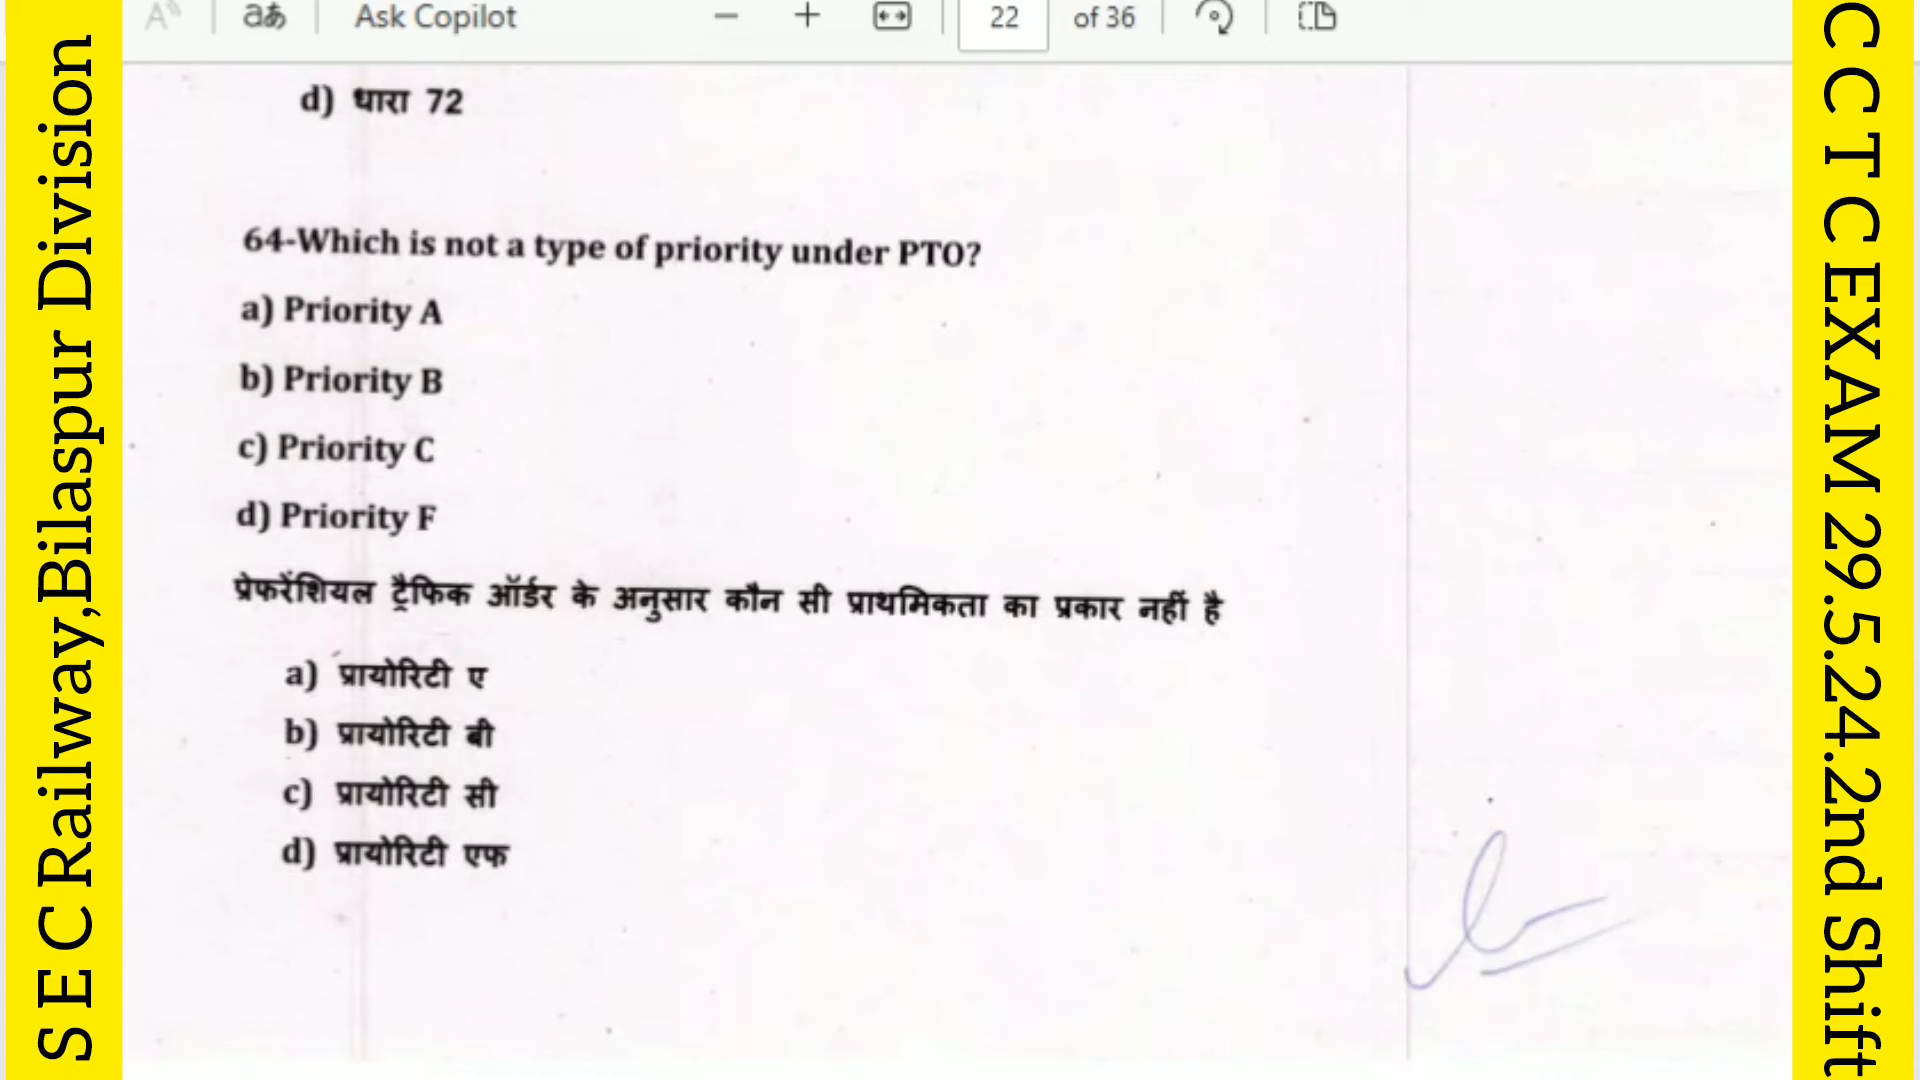 Ask Copilot
22 of 36
S E C Railway,Bilaspur Division
d) धारा 72
64-Which is not a type of priority under PTO?
a) Priority A
b) Priority B
c) Priority C
d) Priority F
प्रेफरेंशियल ट्रैफिक ऑर्डर के अनुसार कौन सी प्राथमिकता का प्रकार नहीं है
a) प्रायोरिटी ए
b) प्रायोरिटी बी
c) प्रायोरिटी सी
d) प्रायोरिटी एफ
C C T C EXAM 29.5.24.2nd Shift